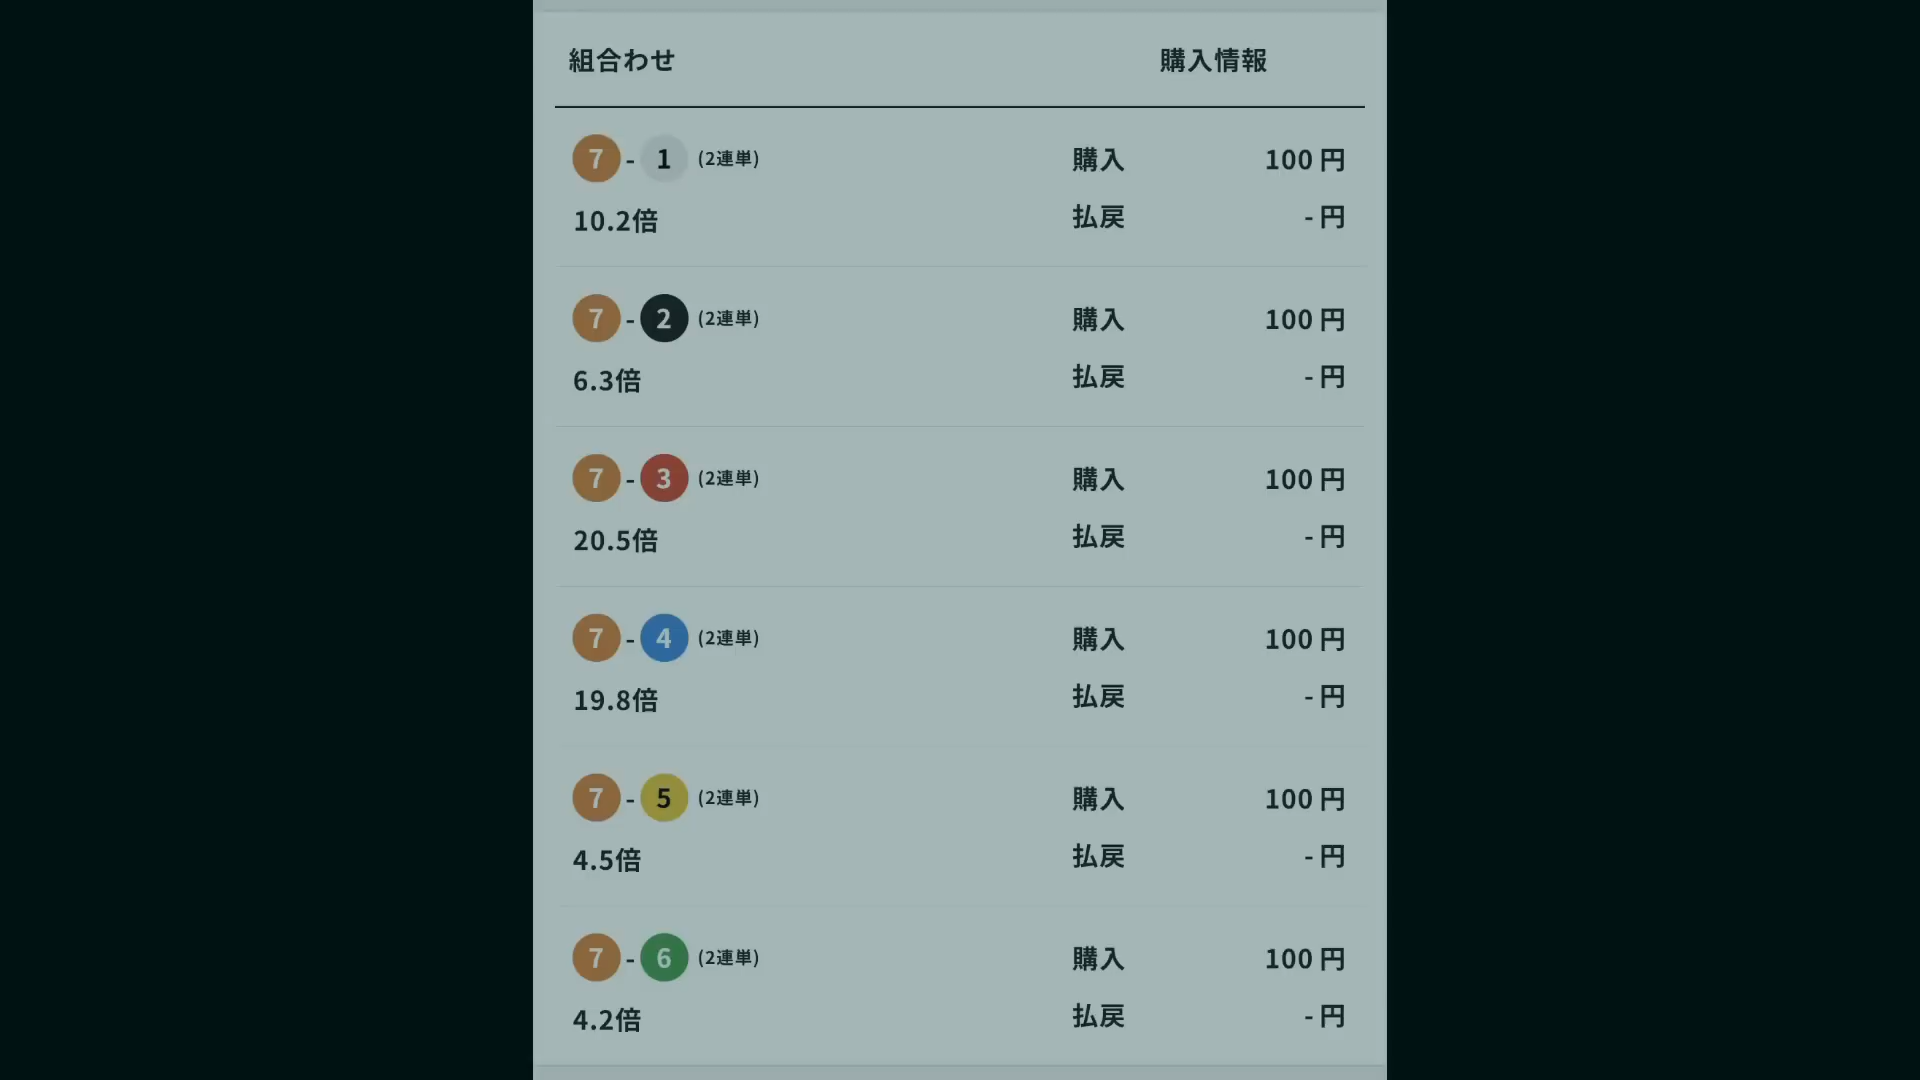 組合わせ 購入情報
7 - 1 (2連単) 購入 100 円
10.2倍 払戻 - 円
7 - 2 (2連単) 購入 100 円
6.3倍 払戻 - 円
7 - 3 (2連単) 購入 100 円
20.5倍 払戻 - 円
7 - 4 (2連単) 購入 100 円
19.8倍 払戻 - 円
7 - 5 (2連単) 購入 100 円
4.5倍 払戻 - 円
7 - 6 (2連単) 購入 100 円
4.2倍 払戻 - 円